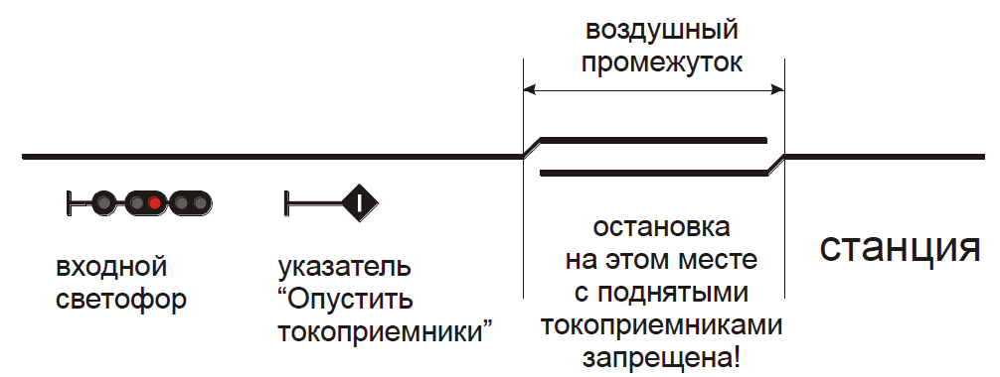 воздушный
промежуток
входной
светофор
указатель
“Опустить
токоприемники”
остановка
на этом месте
с поднятыми
токоприемниками
запрещена!
станция